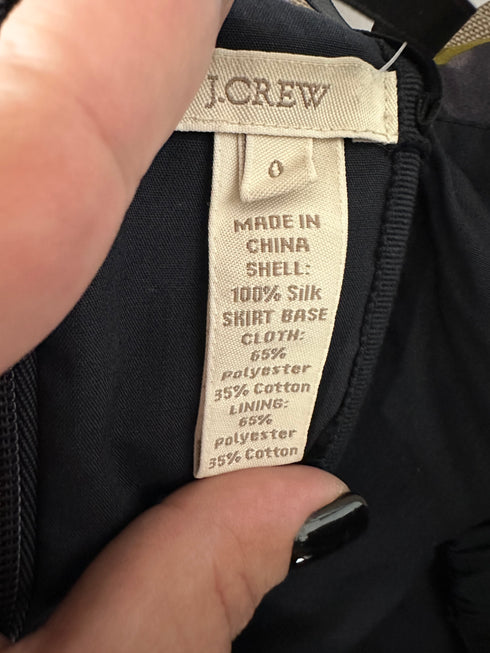 J.CREW
0
MADE IN
CHINA
SHELL:
100% Silk
SKIRT BASE
CLOTH:
65%
Polyester
35% Cotton
LINING:
65%
Polyester
35% Cotton